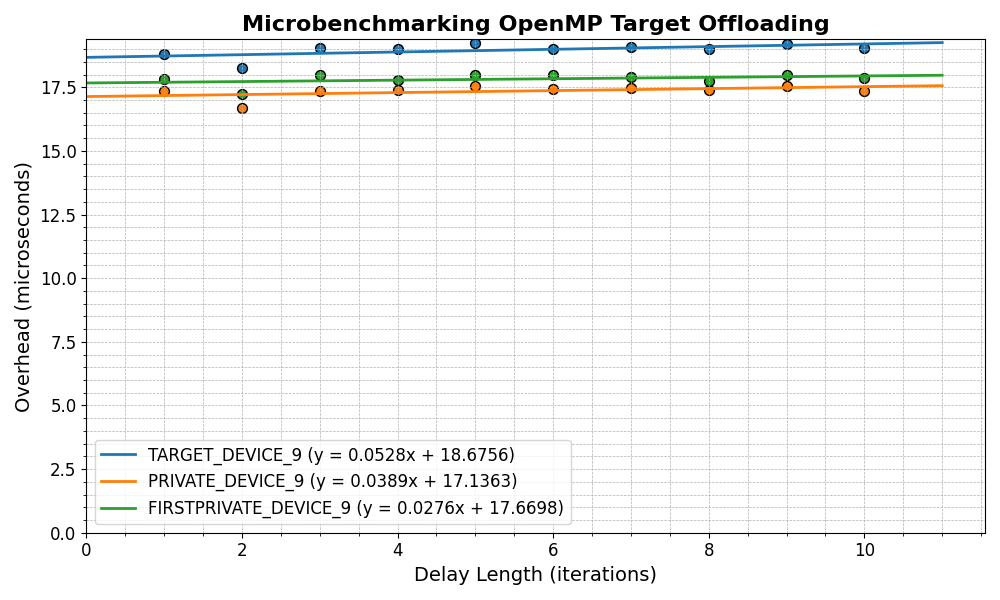 Microbenchmarking OpenMP Target Offloading
Overhead (microseconds)
17.5
15.0
12.5
10.0
7.5
5.0
2.5
0.0
TARGET_DEVICE_9 (y = 0.0528x + 18.6756)
PRIVATE_DEVICE_9 (y = 0.0389x + 17.1363)
FIRSTPRIVATE_DEVICE_9 (y = 0.0276x + 17.6698)
0 2 4 6 8 10
Delay Length (iterations)